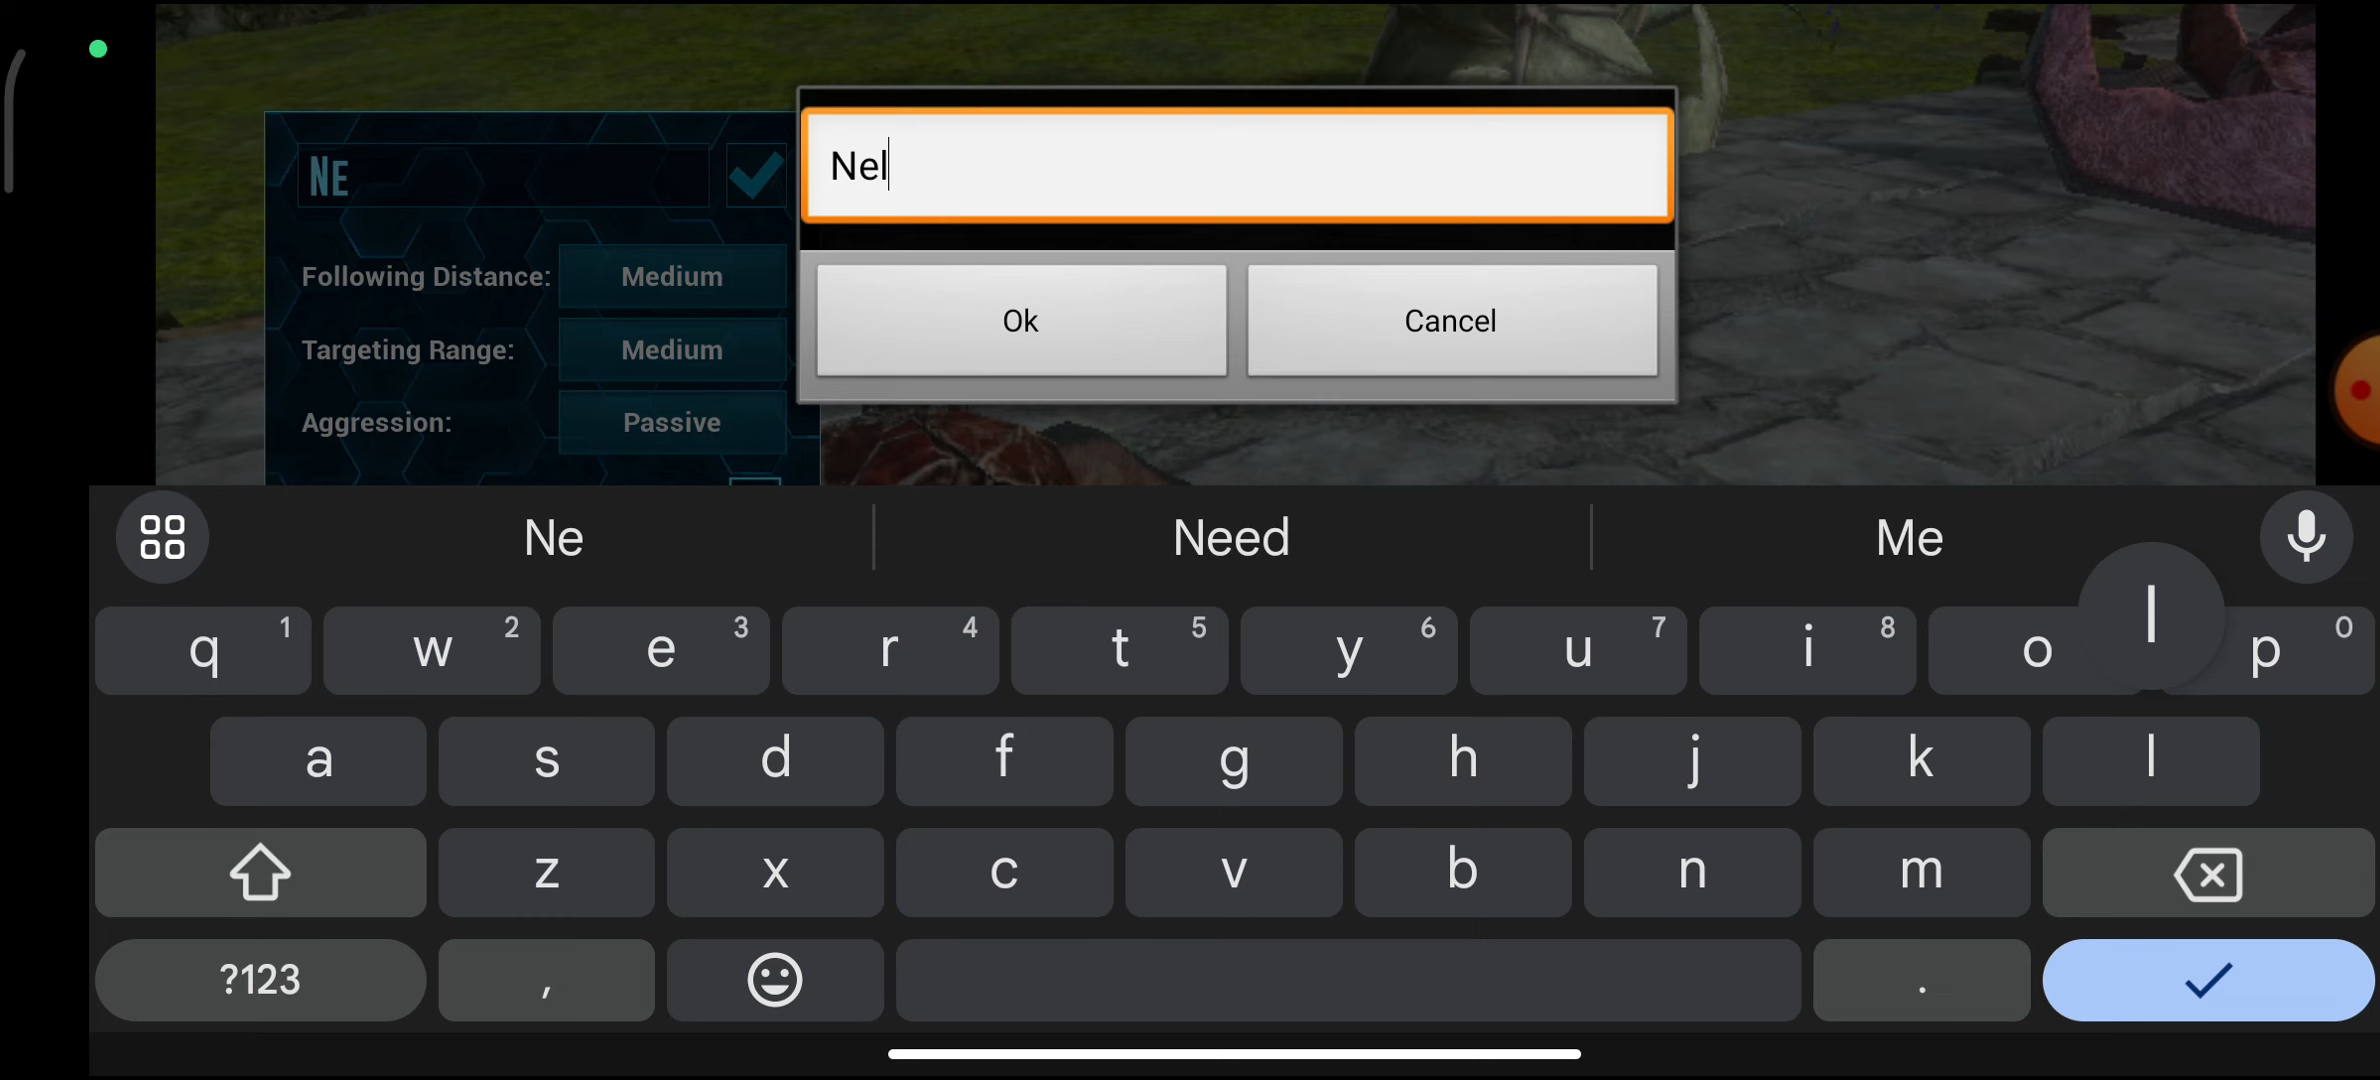 NE
Nel
Ok Cancel
Following Distance: Medium
Targeting Range: Medium
Aggression: Passive
Ne Need Me
q 1 w 2 e 3 r 4 t 5 y 6 u 7 i 8 o l p 0
a s d f g h j k l
z x c v b n m
?123 , .